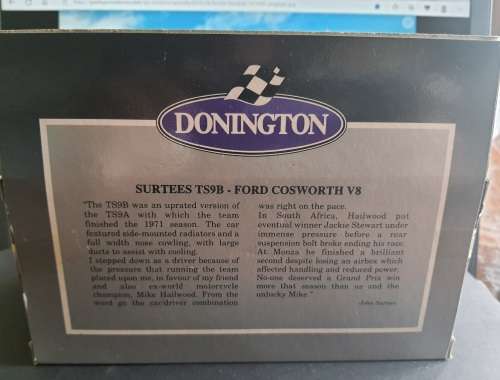 DONINGTON
SURTEES TS9B - FORD COSWORTH V8
"The TS9B was an uprated version of
the TS9A with which the team
finished the 1971 season. The car
featured side-mounted radiators and a
full width nose cowling, with large
ducts to assist with cooling.
I stepped down as a driver because of
the pressure that running the team
placed upon me, in favour of my friend
and also ex-world motorcycle
champion, Mike Hailwood. From the
word go the car/driver combination
was right on the pace.
In South Africa, Hailwood put
eventual winner Jackie Stewart under
immense pressure before a rear
suspension bolt broke ending his race.
At Monza he finished a brilliant
second despite losing an airbox which
affected handling and reduced power.
No-one deserved a Grand Prix win
more that season than us and the
unlucky Mike."
-John Surtees